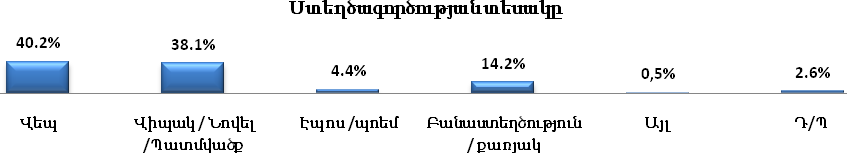 Ստեղծագործության տեսակը
40.2%
38.1%
4.4%
14.2%
0,5%
2.6%
Վեպ
Վիպակ / Նովել
/Պատմվածք
Էպոս /պոեմ
Բանաստեղծություն
/ քառյակ
Այլ
Դ/Պ